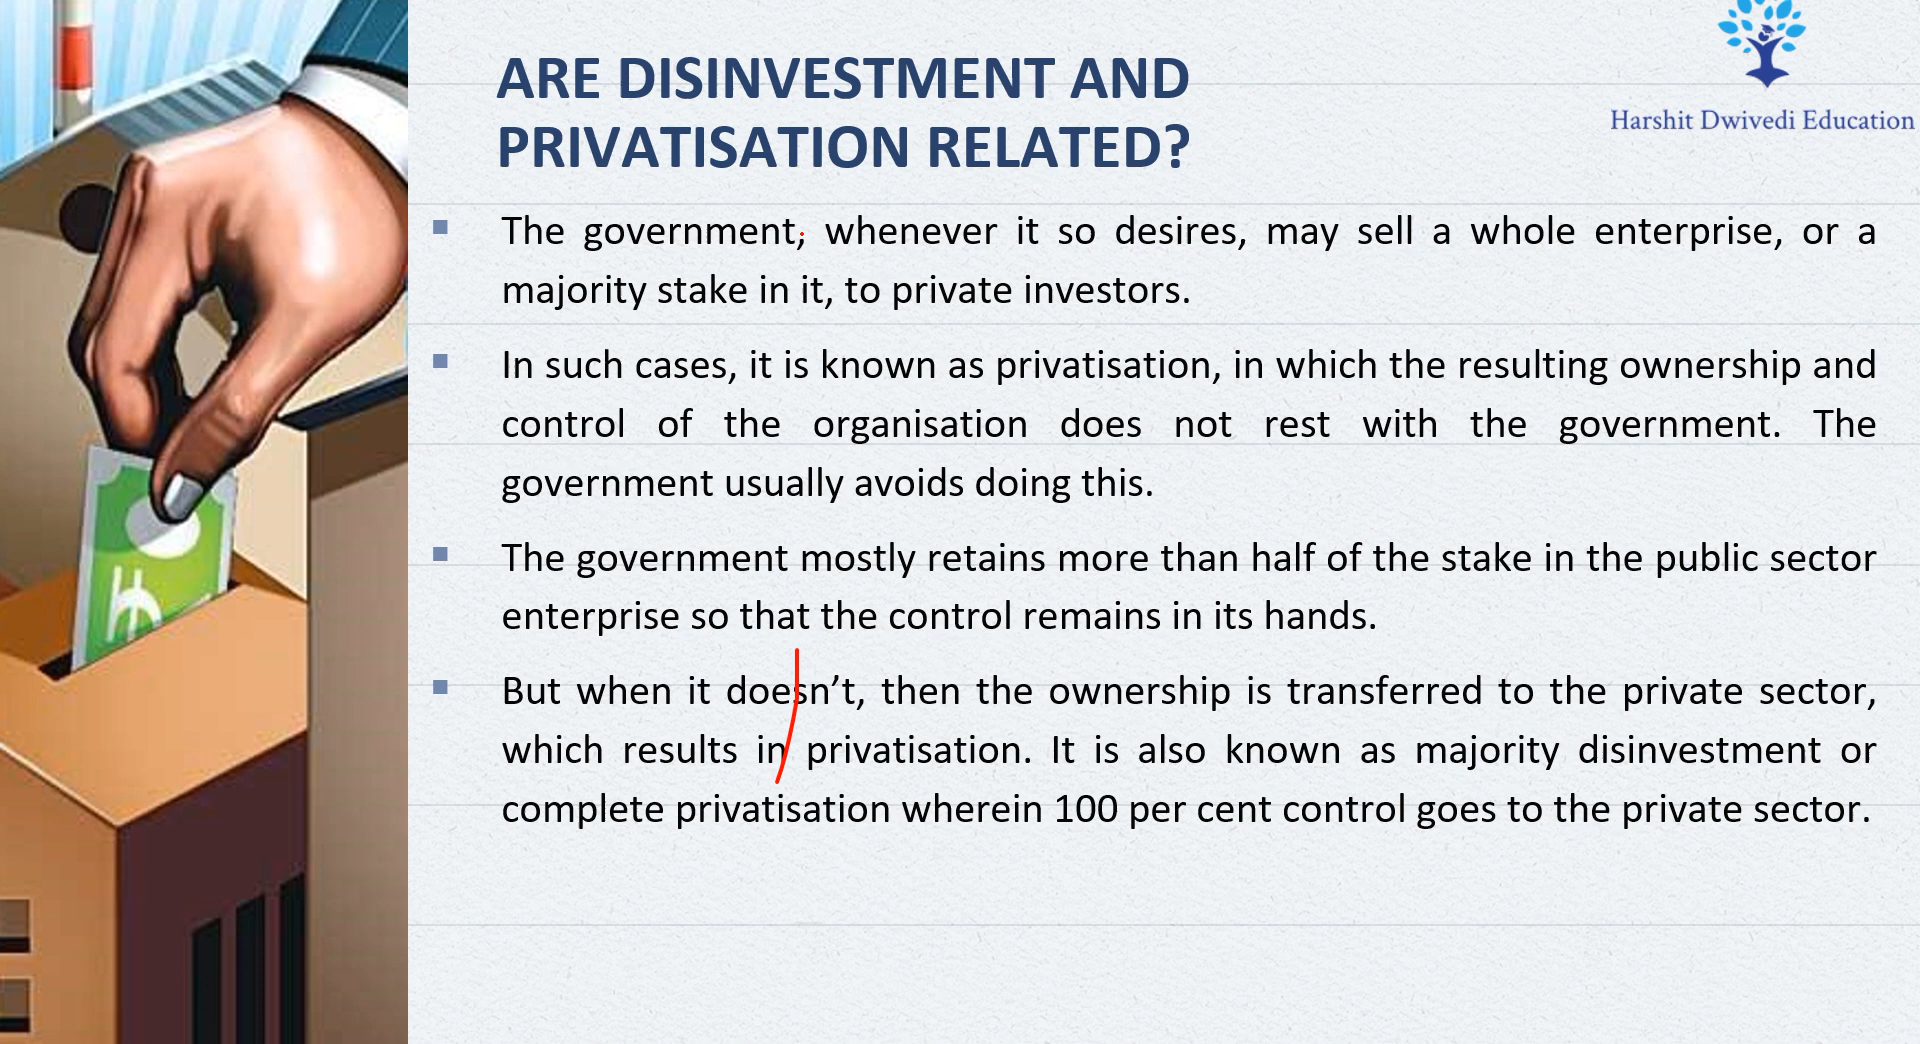 ARE DISINVESTMENT AND
PRIVATISATION RELATED?
Harshit Dwivedi Education
The government, whenever it so desires, may sell a whole enterprise, or a
majority stake in it, to private investors.
In such cases, it is known as privatisation, in which the resulting ownership and
control of the organisation does not rest with the government. The
government usually avoids doing this.
The government mostly retains more than half of the stake in the public sector
enterprise so that the control remains in its hands.
But when it doesn’t, then the ownership is transferred to the private sector,
which results in privatisation. It is also known as majority disinvestment or
complete privatisation wherein 100 per cent control goes to the private sector.